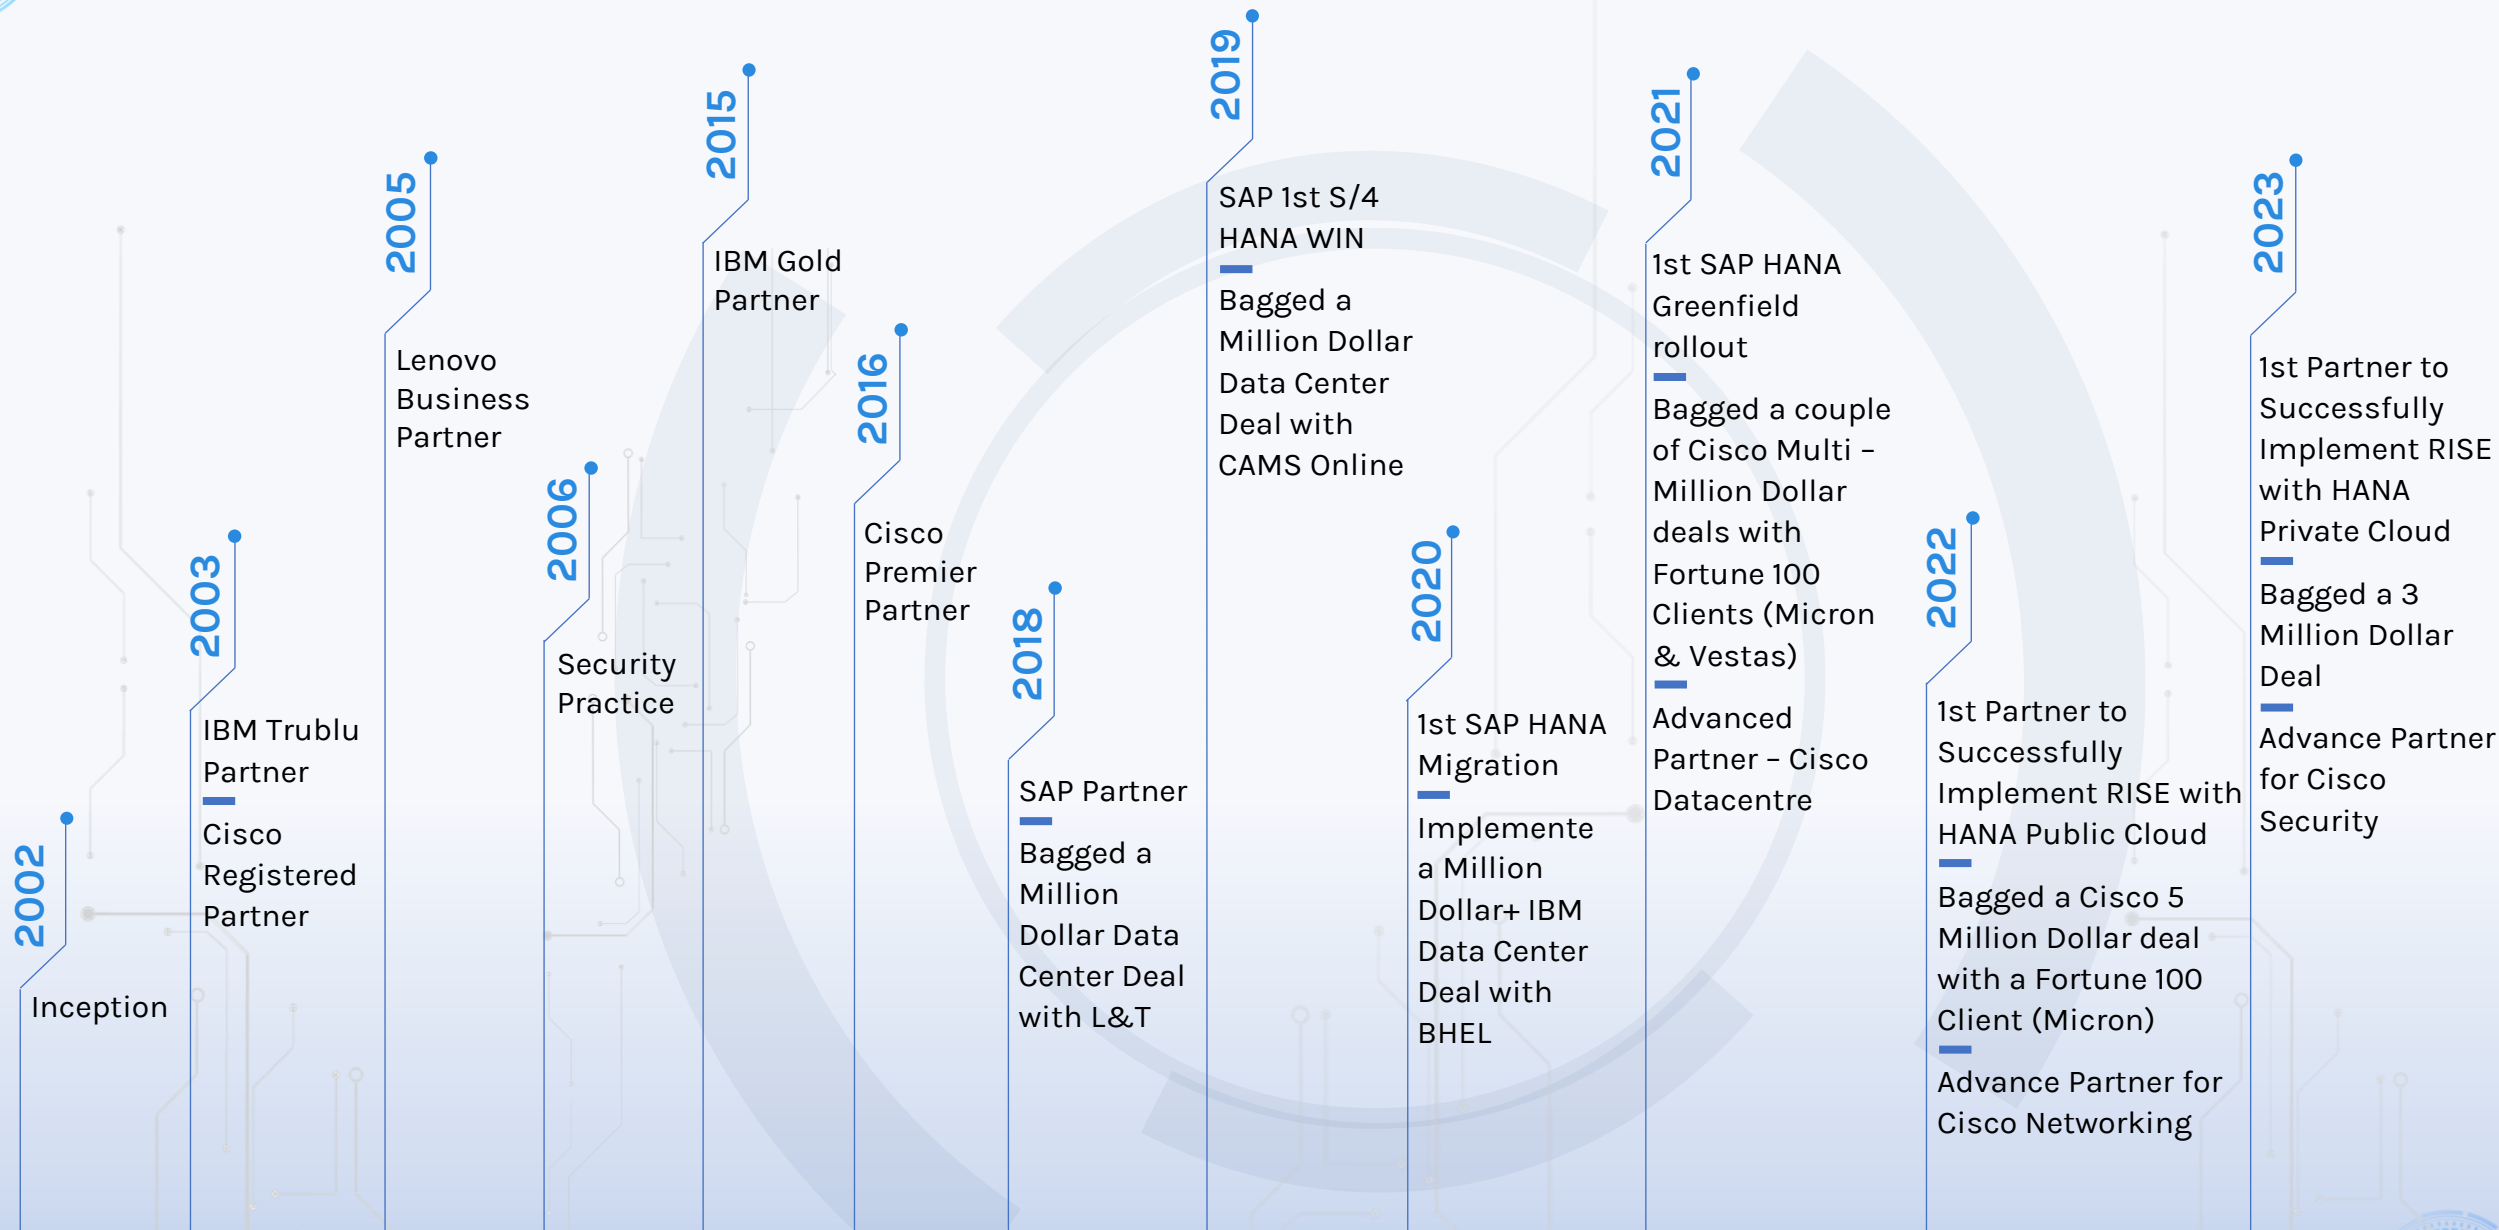 2002
Inception
2003
IBM Trublu
Partner
Cisco
Registered
Partner
2005
Lenovo
Business
Partner
2006
Security
Practice
2015
IBM Gold
Partner
2016
Cisco
Premier
Partner
2018
SAP Partner
Bagged a
Million
Dollar Data
Center Deal
with L&T
2019
SAP 1st S/4
HANA WIN
Bagged a
Million Dollar
Data Center
Deal with
CAMS Online
2020
1st SAP HANA
Migration
Implemente
a Million
Dollar+ IBM
Data Center
Deal with
BHEL
2021
1st SAP HANA
Greenfield
rollout
Bagged a couple
of Cisco Multi –
Million Dollar
deals with
Fortune 100
Clients (Micron
& Vestas)
Advanced
Partner – Cisco
Datacentre
2022
1st Partner to
Successfully
Implement RISE with
HANA Public Cloud
Bagged a Cisco 5
Million Dollar deal
with a Fortune 100
Client (Micron)
Advance Partner for
Cisco Networking
2023
1st Partner to
Successfully
Implement RISE
with HANA
Private Cloud
Bagged a 3
Million Dollar
Deal
Advance Partner
for Cisco
Security